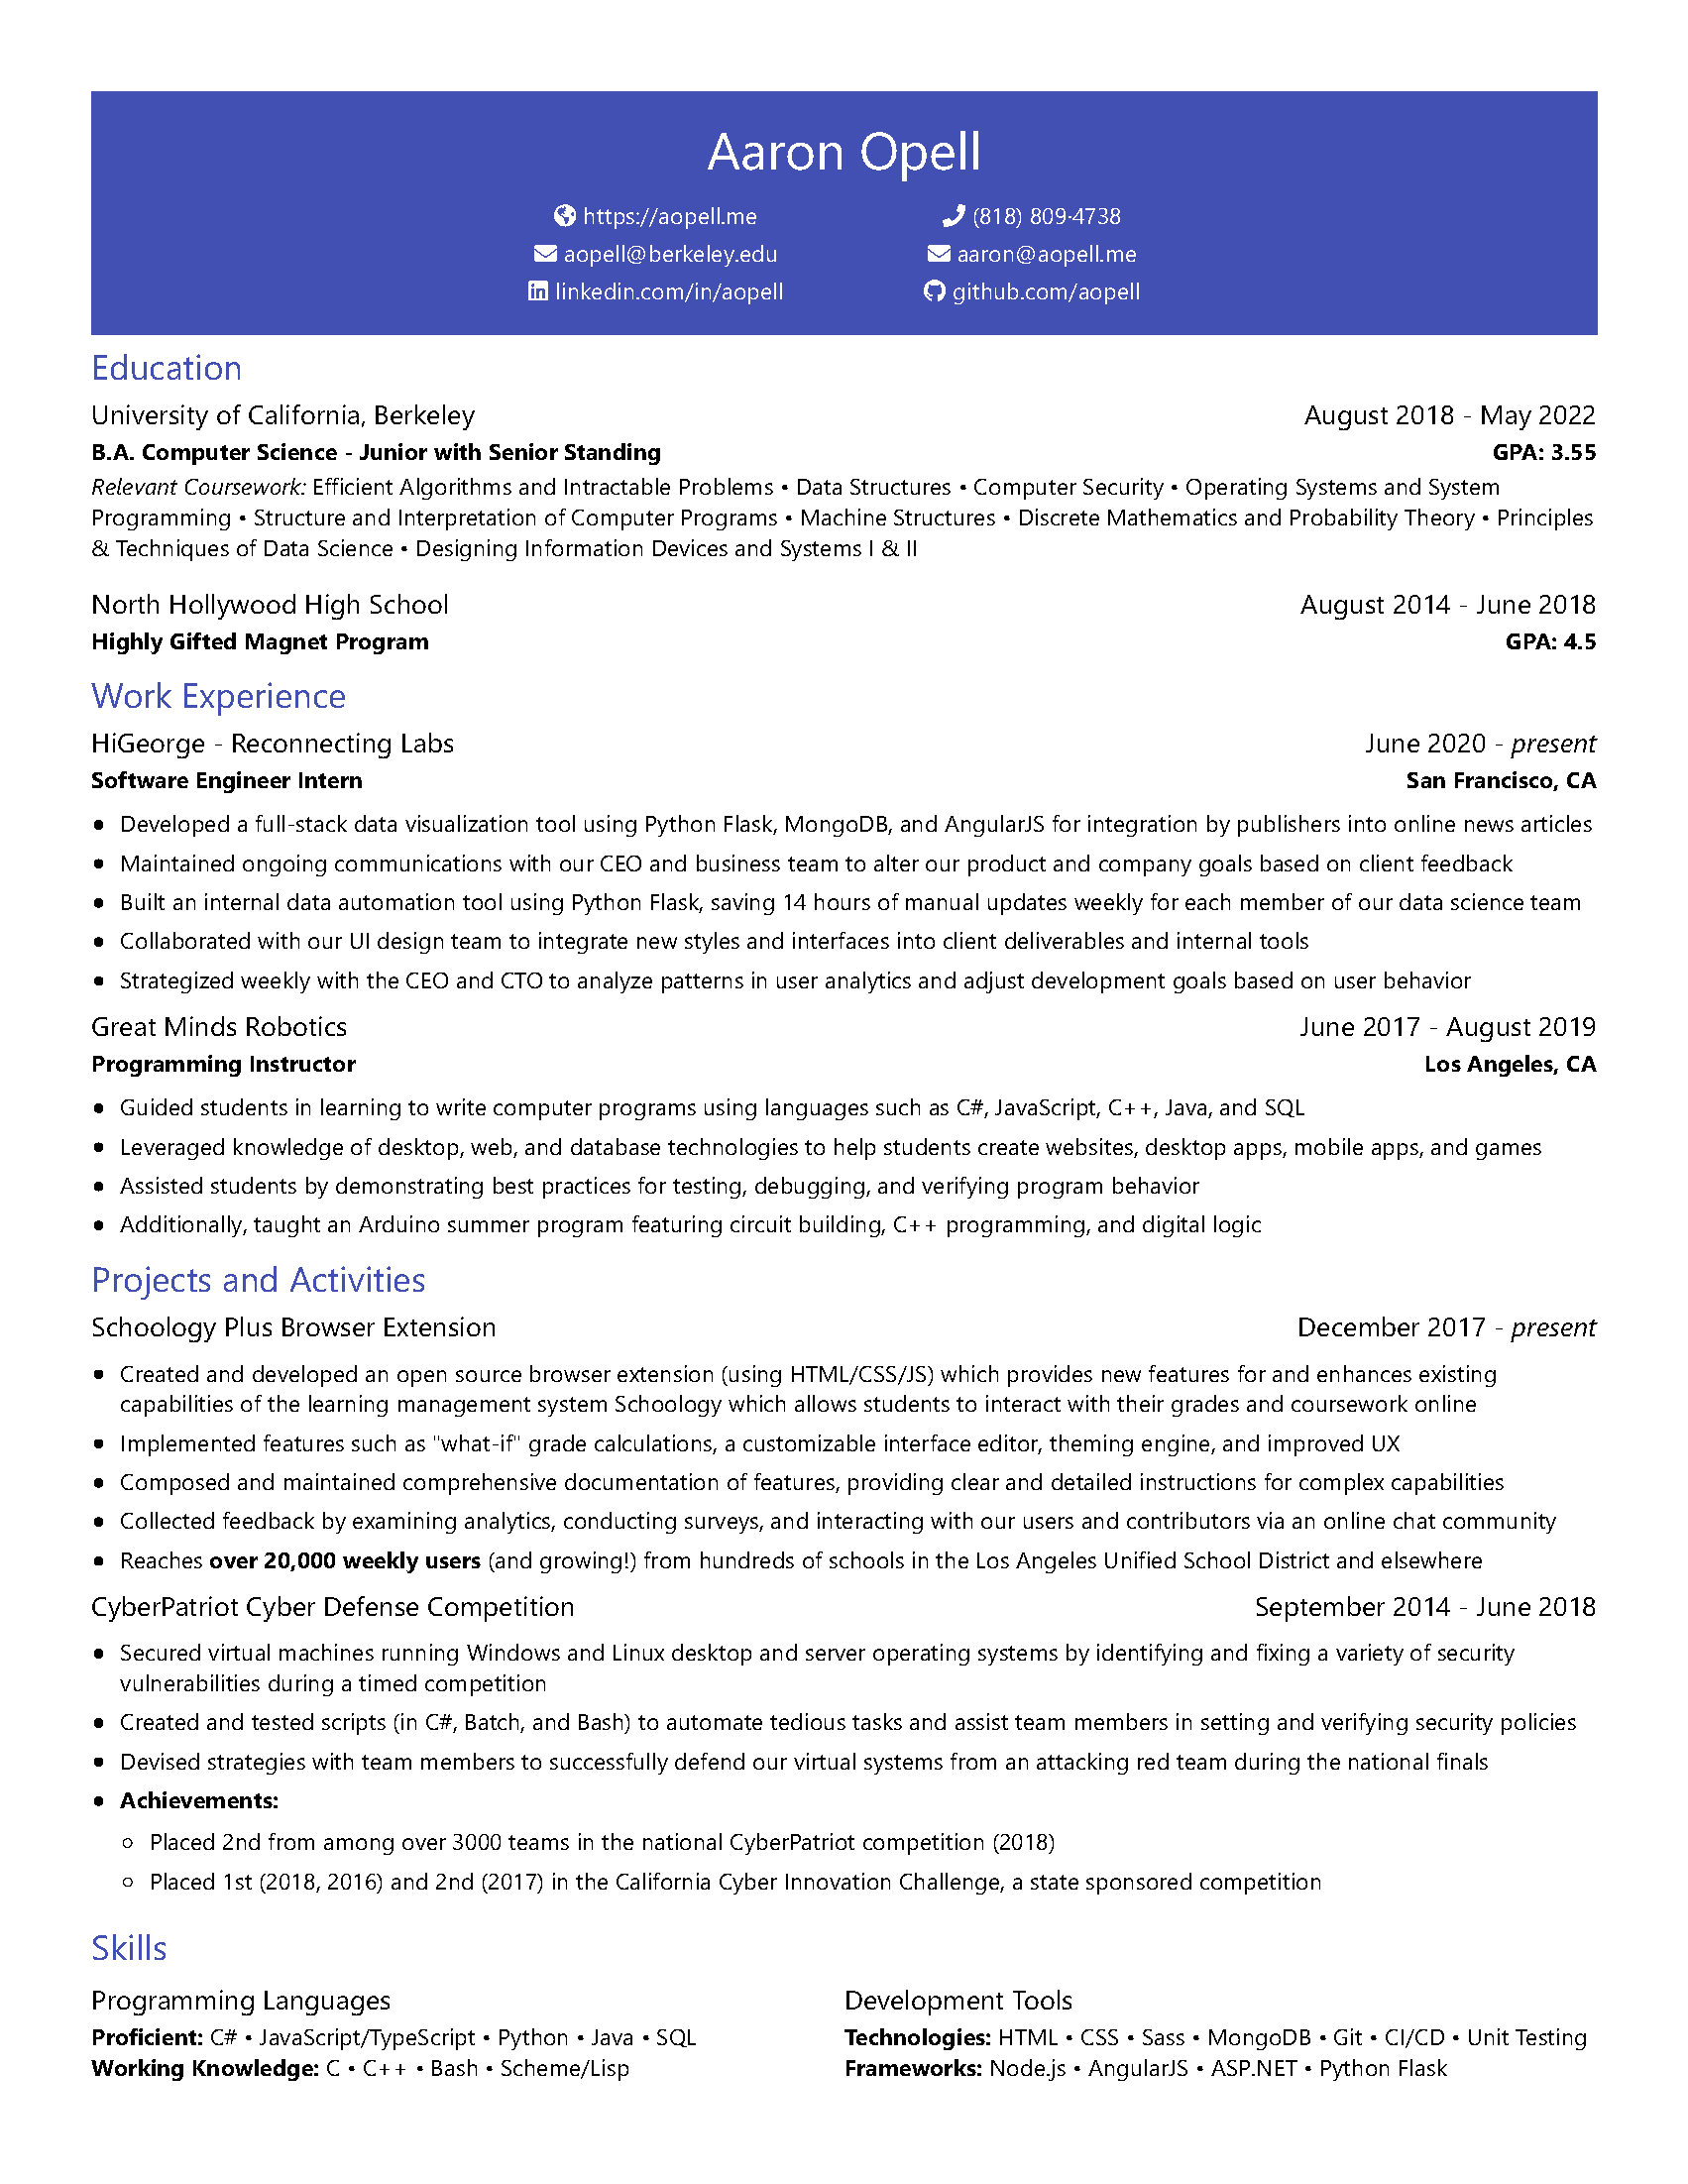 Aaron Opell
https://aopell.me (818) 809-4738
aopell@berkeley.edu aaron@aopell.me
linkedin.com/in/aopell github.com/aopell
Education
University of California, Berkeley August 2018 - May 2022
B.A. Computer Science - Junior with Senior Standing GPA: 3.55
Relevant Coursework: Efficient Algorithms and Intractable Problems • Data Structures • Computer Security • Operating Systems and System
Programming • Structure and Interpretation of Computer Programs • Machine Structures • Discrete Mathematics and Probability Theory • Principles
& Techniques of Data Science • Designing Information Devices and Systems I & II
North Hollywood High School August 2014 - June 2018
Highly Gifted Magnet Program GPA: 4.5
Work Experience
HiGeorge - Reconnecting Labs June 2020 - present
Software Engineer Intern San Francisco, CA
• Developed a full-stack data visualization tool using Python Flask, MongoDB, and AngularJS for integration by publishers into online news articles
• Maintained ongoing communications with our CEO and business team to alter our product and company goals based on client feedback
• Built an internal data automation tool using Python Flask, saving 14 hours of manual updates weekly for each member of our data science team
• Collaborated with our UI design team to integrate new styles and interfaces into client deliverables and internal tools
• Strategized weekly with the CEO and CTO to analyze patterns in user analytics and adjust development goals based on user behavior
Great Minds Robotics June 2017 - August 2019
Programming Instructor Los Angeles, CA
• Guided students in learning to write computer programs using languages such as C#, JavaScript, C++, Java, and SQL
• Leveraged knowledge of desktop, web, and database technologies to help students create websites, desktop apps, mobile apps, and games
• Assisted students by demonstrating best practices for testing, debugging, and verifying program behavior
• Additionally, taught an Arduino summer program featuring circuit building, C++ programming, and digital logic
Projects and Activities
Schoology Plus Browser Extension December 2017 - present
• Created and developed an open source browser extension (using HTML/CSS/JS) which provides new features for and enhances existing
capabilities of the learning management system Schoology which allows students to interact with their grades and coursework online
• Implemented features such as "what-if" grade calculations, a customizable interface editor, theming engine, and improved UX
• Composed and maintained comprehensive documentation of features, providing clear and detailed instructions for complex capabilities
• Collected feedback by examining analytics, conducting surveys, and interacting with our users and contributors via an online chat community
• Reaches over 20,000 weekly users (and growing!) from hundreds of schools in the Los Angeles Unified School District and elsewhere
CyberPatriot Cyber Defense Competition September 2014 - June 2018
• Secured virtual machines running Windows and Linux desktop and server operating systems by identifying and fixing a variety of security
vulnerabilities during a timed competition
• Created and tested scripts (in C#, Batch, and Bash) to automate tedious tasks and assist team members in setting and verifying security policies
• Devised strategies with team members to successfully defend our virtual systems from an attacking red team during the national finals
• Achievements:
◦ Placed 2nd from among over 3000 teams in the national CyberPatriot competition (2018)
◦ Placed 1st (2018, 2016) and 2nd (2017) in the California Cyber Innovation Challenge, a state sponsored competition
Skills
Programming Languages
Proficient: C# • JavaScript/TypeScript • Python • Java • SQL
Working Knowledge: C • C++ • Bash • Scheme/Lisp
Development Tools
Technologies: HTML • CSS • Sass • MongoDB • Git • CI/CD • Unit Testing
Frameworks: Node.js • AngularJS • ASP.NET • Python Flask